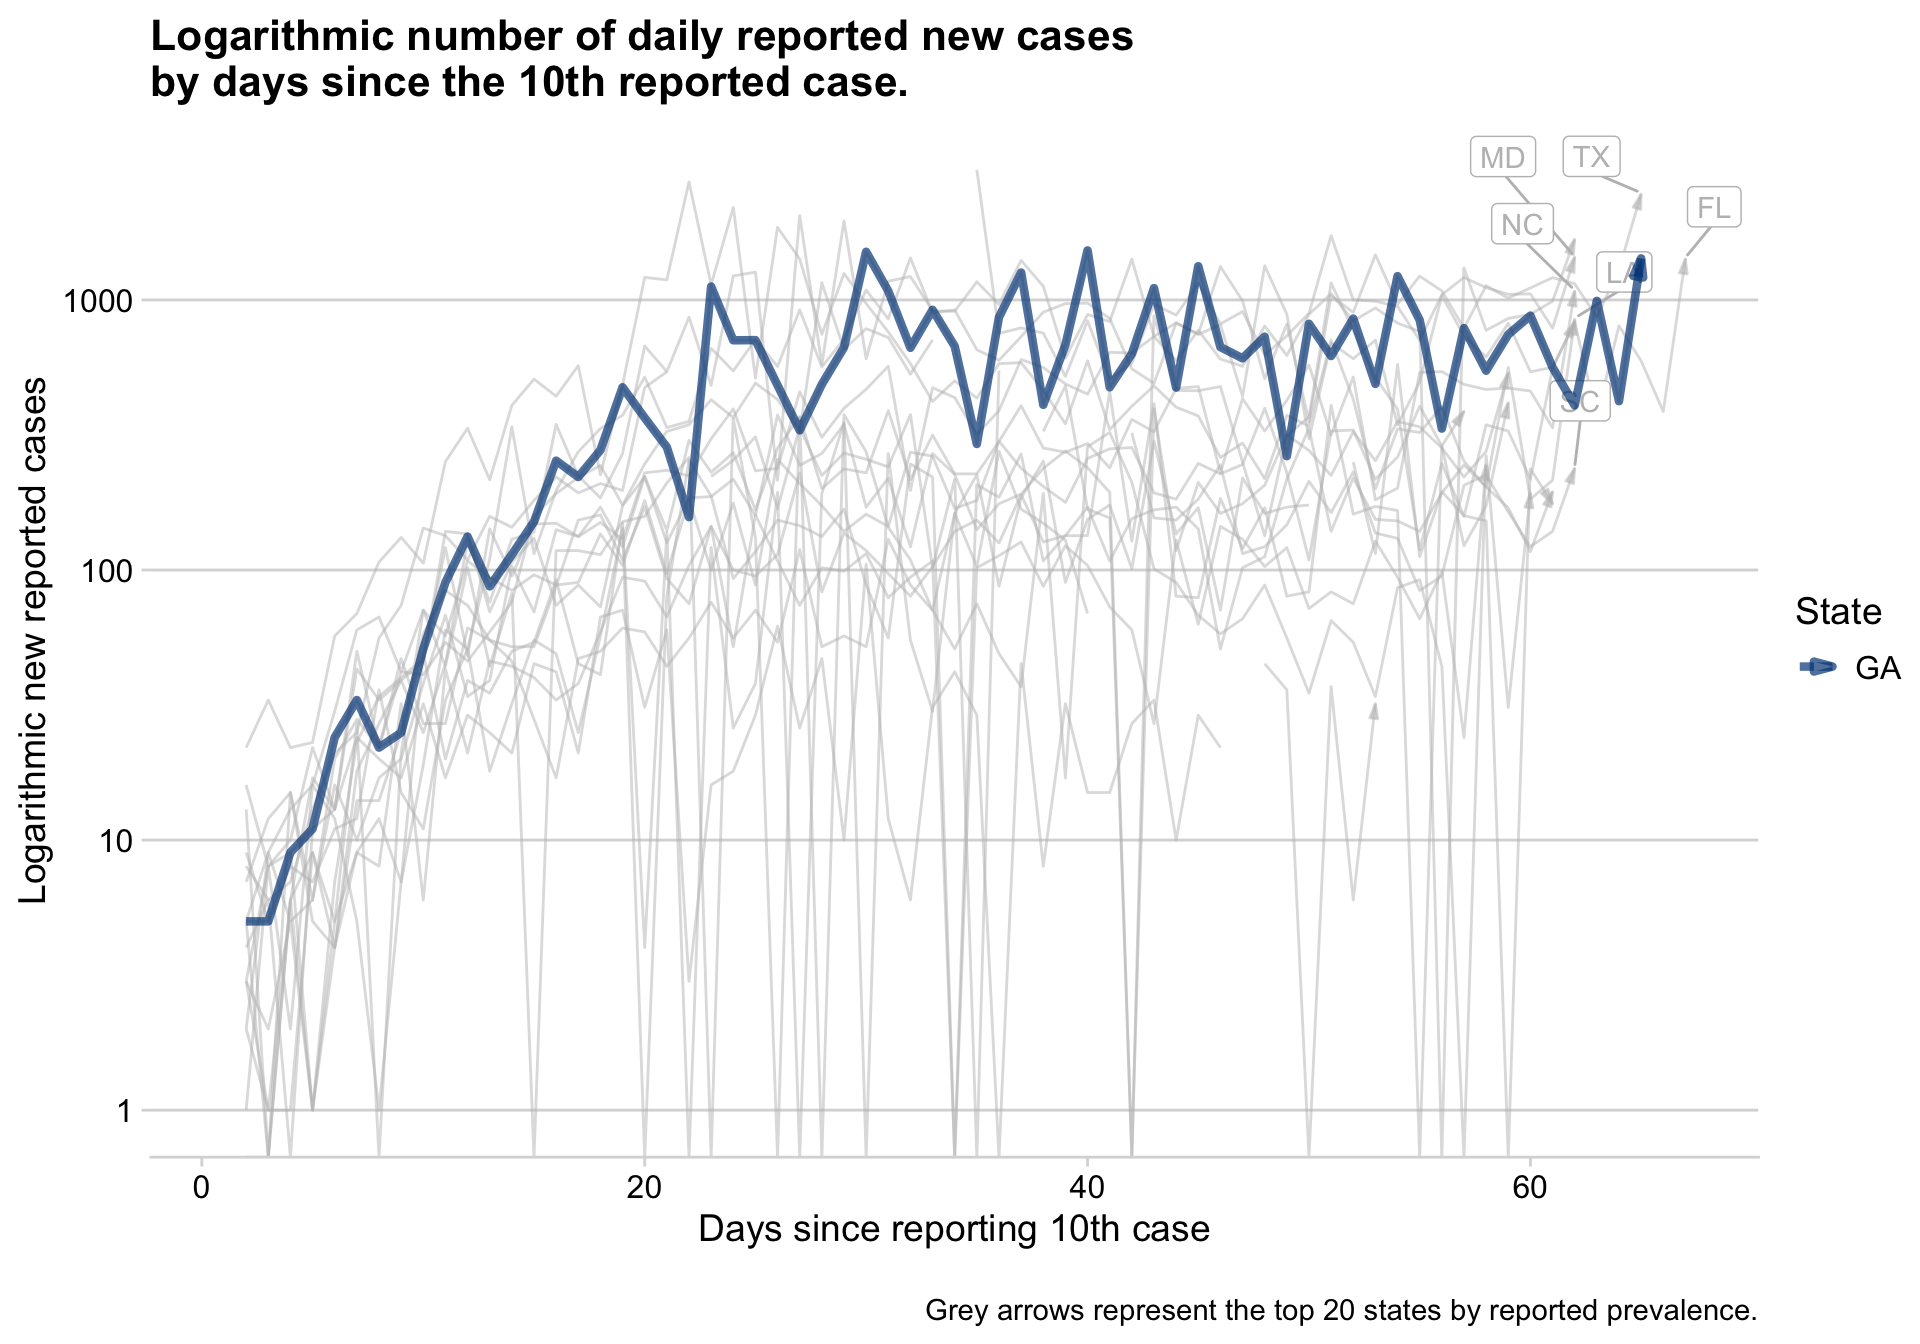 Logarithmic number of daily reported new cases
by days since the 10th reported case.
MD
TX
FL
NC
LA
SC
1000
100
10
1
Logarithmic new reported cases
0
20
40
60
Days since reporting 10th case
State
GA
Grey arrows represent the top 20 states by reported prevalence.